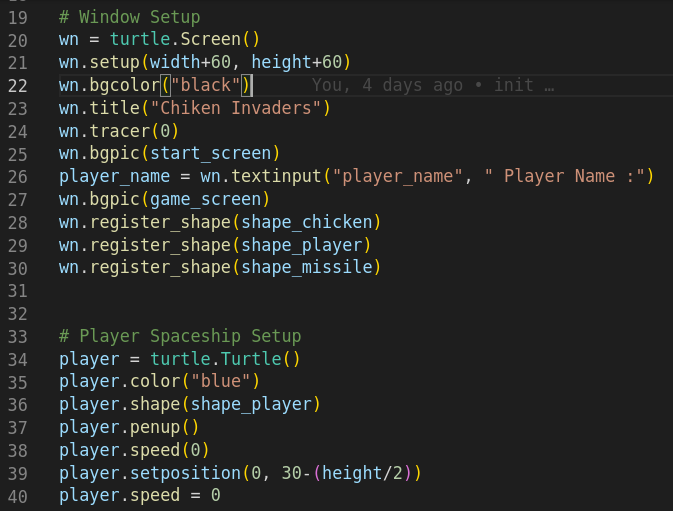 19 # Window Setup
20 wn = turtle.Screen()
21 wn.setup(width+60, height+60)
22 wn.bgcolor("black") You, 4 days ago • init …
23 wn.title("Chiken Invaders")
24 wn.tracer(0)
25 wn.bgpic(start_screen)
26 player_name = wn.textinput("player_name", " Player Name :")
27 wn.bgpic(game_screen)
28 wn.register_shape(shape_chicken)
29 wn.register_shape(shape_player)
30 wn.register_shape(shape_missile)
31
32
33 # Player Spaceship Setup
34 player = turtle.Turtle()
35 player.color("blue")
36 player.shape(shape_player)
37 player.penup()
38 player.speed(0)
39 player.setposition(0, 30-(height/2))
40 player.speed = 0